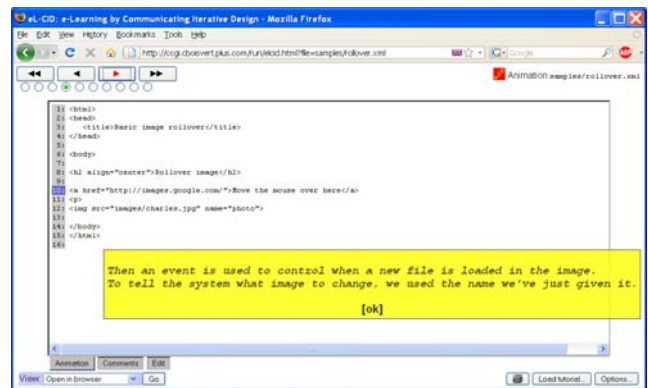 eL-CiD: e-Learning by Communicating Iterative Design - Mozilla Firefox
File Edit View History Bookmarks Tools Help
http://ccgi.cboisvert.plus.com/run/elcid.html?file=samples/rollover.xml
Google
ABP
Animation samples/rollover.xml
1: <html>
2: <head>
3: <title>Basic image rollover</title>
4: </head>
5:
6: <body>
7:
8: <h1 align="center">Rollover image</h2>
9:
10: <a href="http://images.google.com/">Move the mouse over here</a>
11: <p>
12: <img src="images/charles.jpg" name="photo">
13:
14: </body>
15: </html>
16:
Then an event is used to control when a new file is loaded in the image.
To tell the system what image to change, we used the name we've just given it.
[ok]
Animation Comments Edit
View: Open in browser Go Load tutorial... Options...